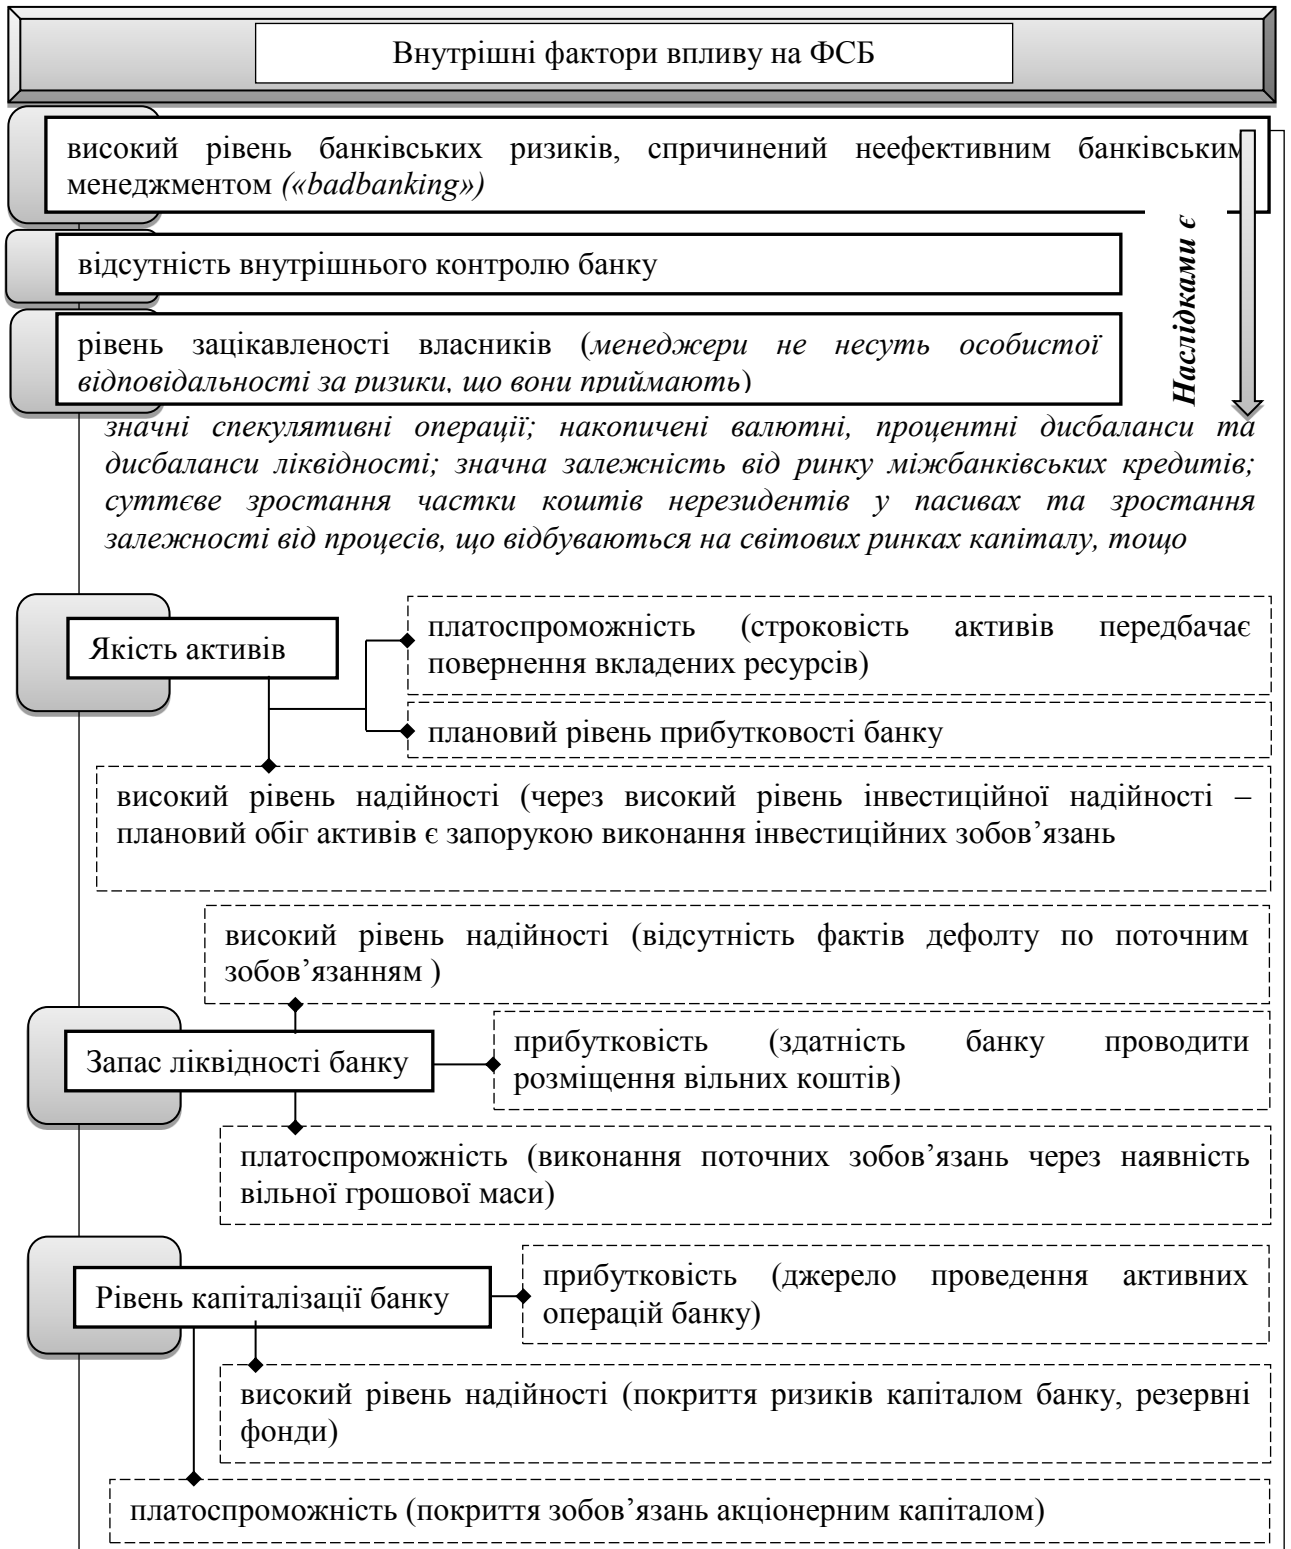 Внутрішні фактори впливу на ФСБ
високий рівень банківських ризиків, спричинений неефективним банківським
менеджментом («badbanking»)
відсутність внутрішнього контролю банку
рівень зацікавленості власників (менеджери не несуть особистої
відповідальності за ризики, що вони приймають)
Наслідками є
значні спекулятивні операції; накопичені валютні, процентні дисбаланси та
дисбаланси ліквідності; значна залежність від ринку міжбанківських кредитів;
суттєве зростання частки коштів нерезидентів у пасивах та зростання
залежності від процесів, що відбуваються на світових ринках капіталу, тощо
Якість активів
платоспроможність (строковість активів передбачає
повернення вкладених ресурсів)
плановий рівень прибутковості банку
високий рівень надійності (через високий рівень інвестиційної надійності –
плановий обіг активів є запорукою виконання інвестиційних зобов’язань
високий рівень надійності (відсутність фактів дефолту по поточним
зобов’язанням )
Запас ліквідності банку
прибутковість (здатність банку проводити
розміщення вільних коштів)
платоспроможність (виконання поточних зобов’язань через наявність
вільної грошової маси)
Рівень капіталізації банку
прибутковість (джерело проведення активних
операцій банку)
високий рівень надійності (покриття ризиків капіталом банку, резервні
фонди)
платоспроможність (покриття зобов’язань акціонерним капіталом)